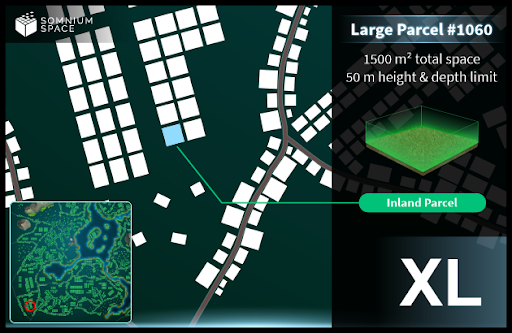 SOMNIUM
SPACE
Large Parcel #1060
1500 m² total space
50 m height & depth limit
Inland Parcel
XL